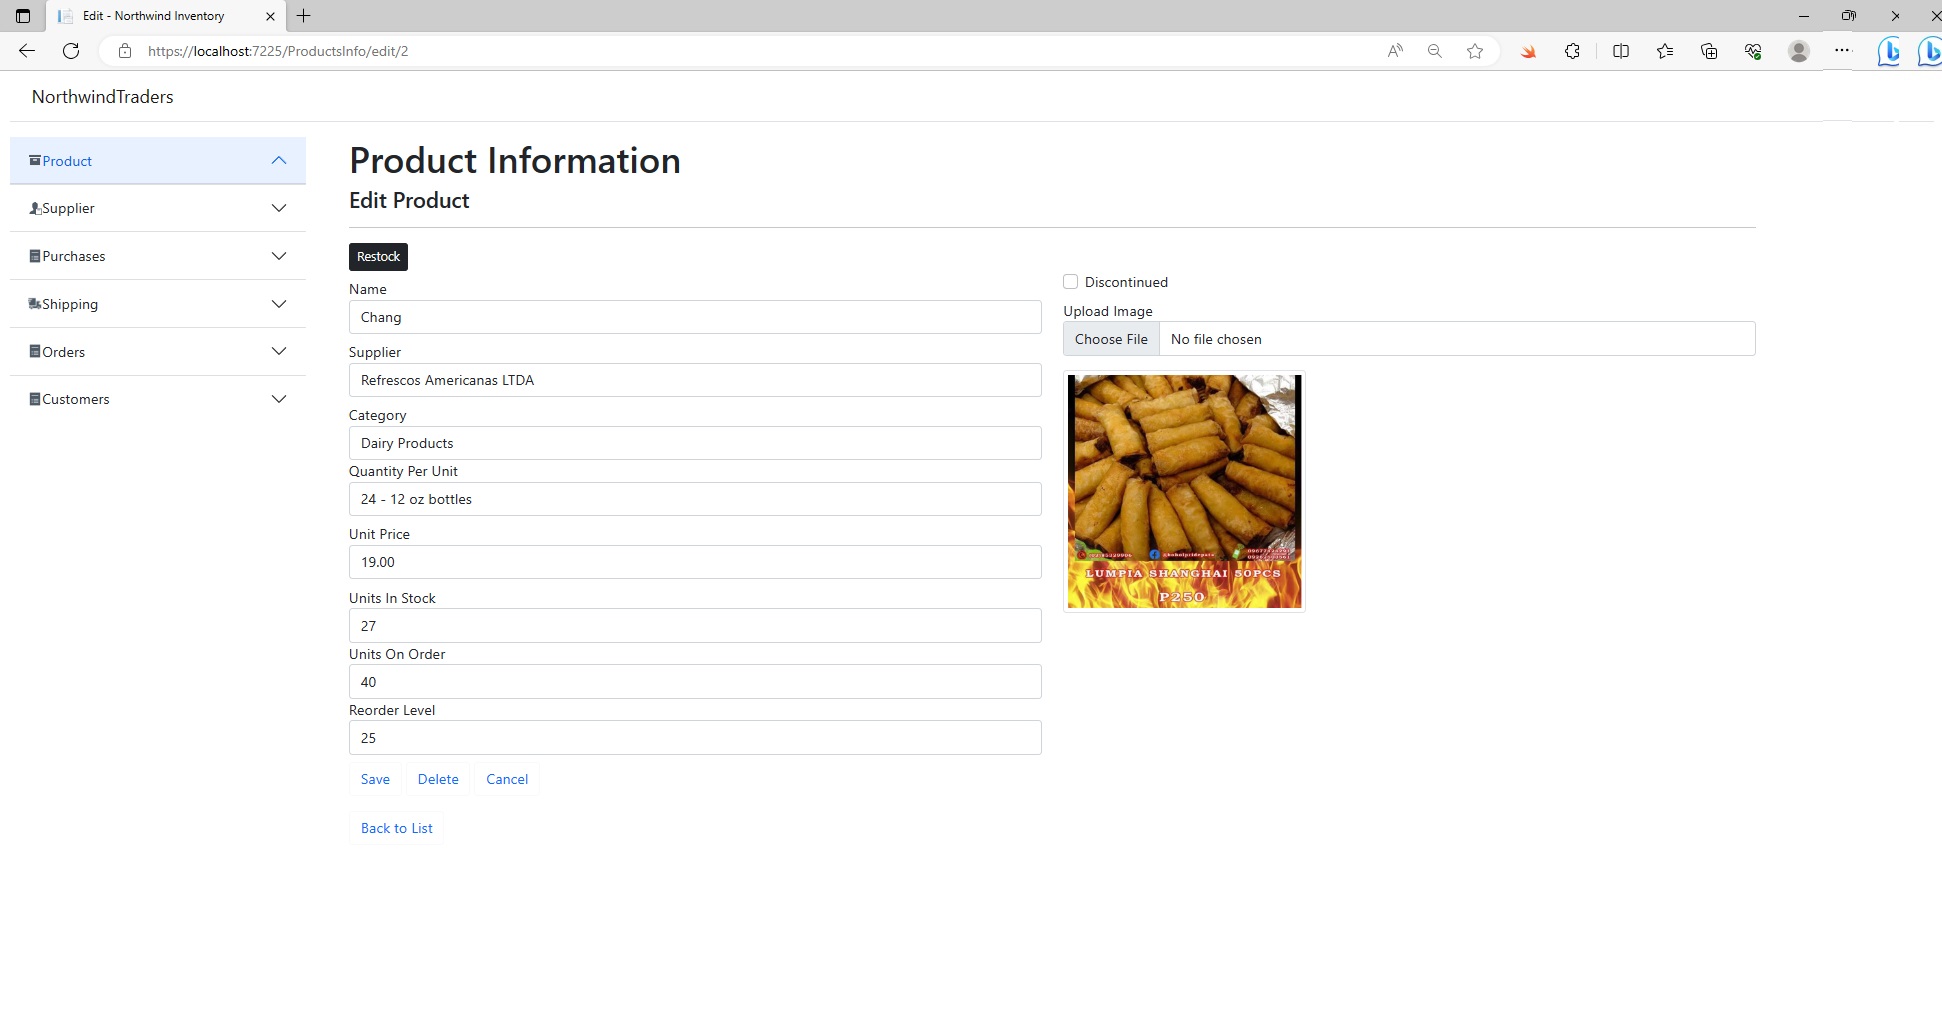 Edit - Northwind Inventory
https://localhost:7225/ProductsInfo/edit/2
NorthwindTraders
Product
Supplier
Purchases
Shipping
Orders
Customers
Product Information
Edit Product
Restock
Name
Chang
Supplier
Refrescos Americanas LTDA
Category
Dairy Products
Quantity Per Unit
24 - 12 oz bottles
Unit Price
19.00
Units In Stock
27
Units On Order
40
Reorder Level
25
Save Delete Cancel
Back to List
Discontinued
Upload Image
Choose File No file chosen
LUMPIA SHANGHAI 50PCS
P250